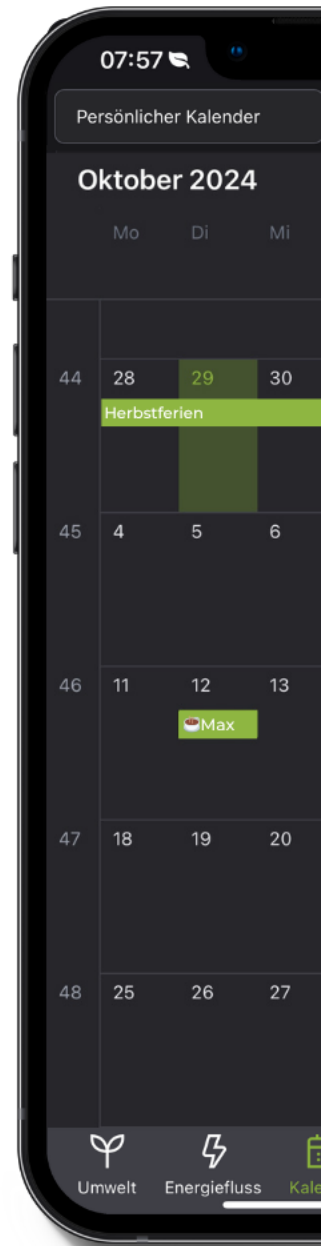 07:57
Persönlicher Kalender
Oktober 2024
Mo Di Mi
44 28 29 30
Herbstferien
45 4 5 6
46 11 12 13
Max
47 18 19 20
48 25 26 27
Umwelt Energiefluss Kale